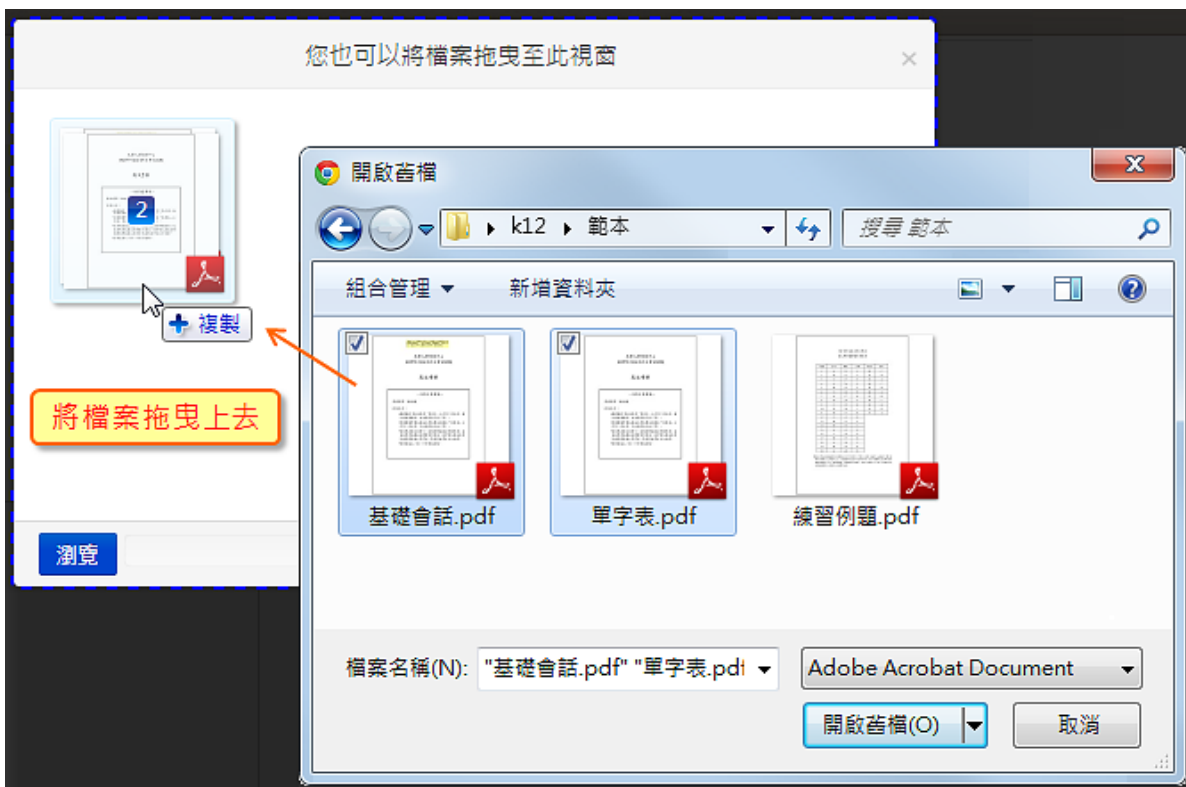 您也可以將檔案拖曳至此視窗
×
2
複製
將檔案拖曳上去
瀏覽
開啟舊檔
k12 範本
搜尋 範本
組合管理
新增資料夾
基礎會話.pdf
單字表.pdf
練習例題.pdf
檔案名稱(N): "基礎會話.pdf" "單字表.pdf
Adobe Acrobat Document
開啟舊檔(O)
取消